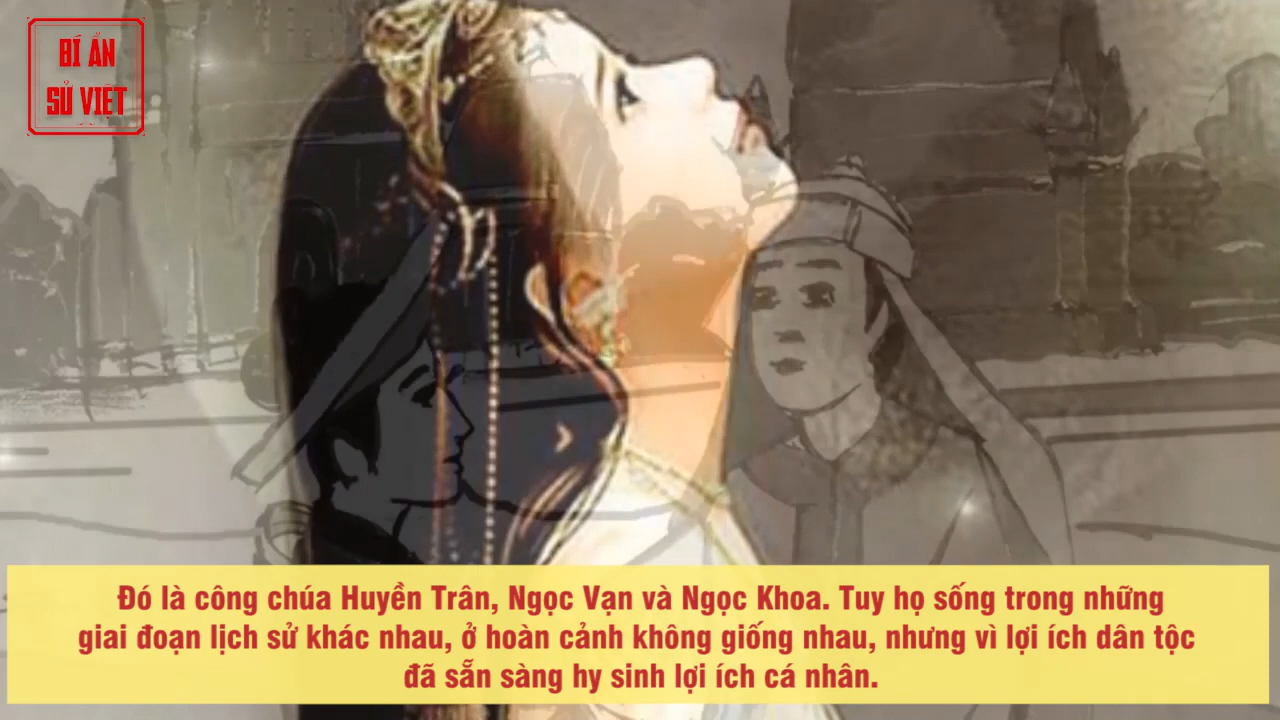 BÍ ẨN
SỬ VIỆT
Đó là công chúa Huyền Trân, Ngọc Vạn và Ngọc Khoa. Tuy họ sống trong những
giai đoạn lịch sử khác nhau, ở hoàn cảnh không giống nhau, nhưng vì lợi ích dân tộc
đã sẵn sàng hy sinh lợi ích cá nhân.